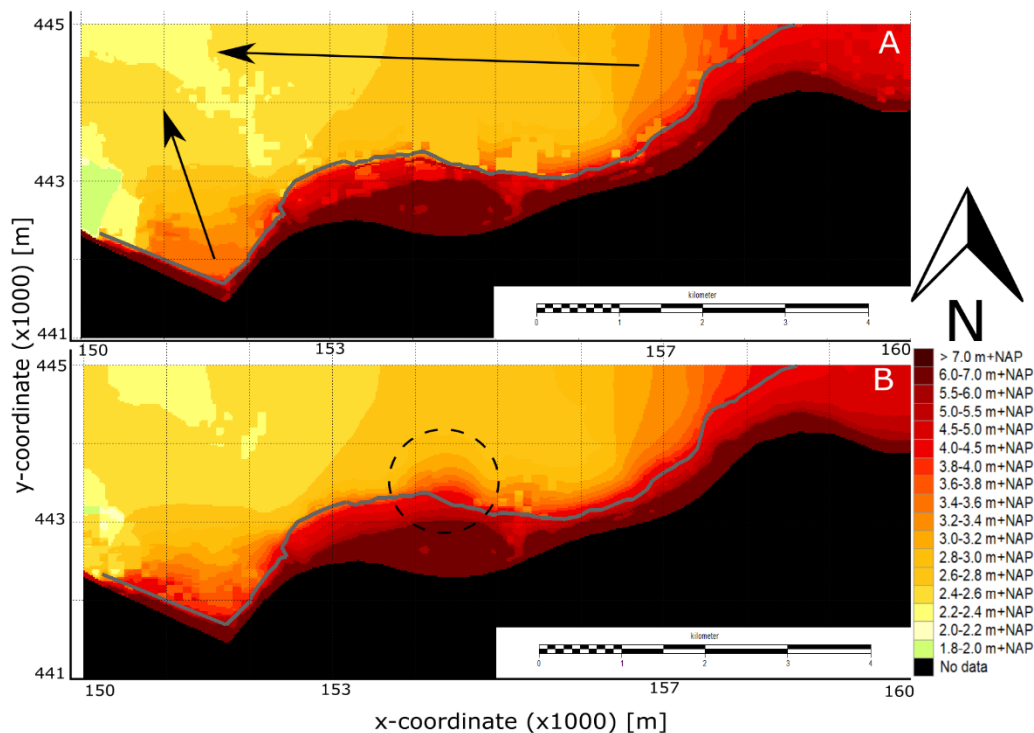 445
A
443
441
kilometer
0 1 2 3 4
150 153 157 160
N
y-coordinate (x1000) [m]
445
B
443
441
kilometer
0 1 2 3 4
150 153 157 160
x-coordinate (x1000) [m]
> 7.0 m+NAP
6.0-7.0 m+NAP
5.5-6.0 m+NAP
5.0-5.5 m+NAP
4.5-5.0 m+NAP
4.0-4.5 m+NAP
3.8-4.0 m+NAP
3.6-3.8 m+NAP
3.4-3.6 m+NAP
3.2-3.4 m+NAP
3.0-3.2 m+NAP
2.8-3.0 m+NAP
2.6-2.8 m+NAP
2.4-2.6 m+NAP
2.2-2.4 m+NAP
2.0-2.2 m+NAP
1.8-2.0 m+NAP
No data